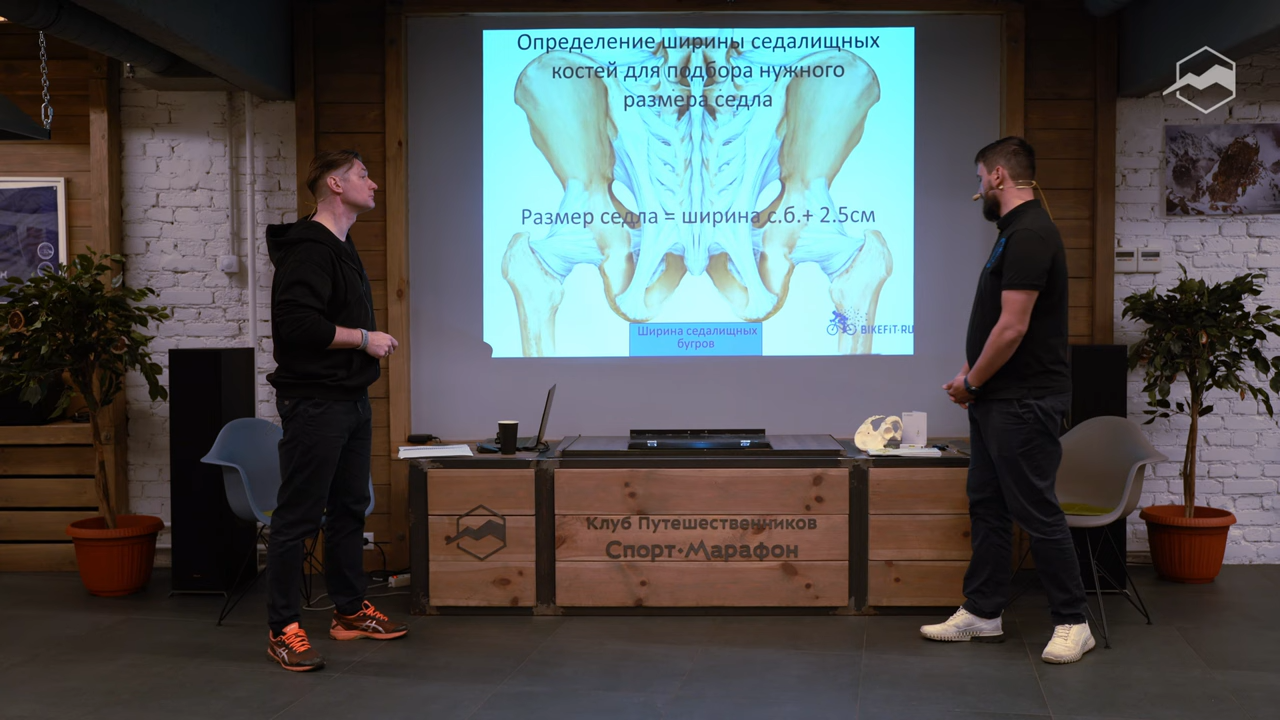 Определение ширины седалищных
костей для подбора нужного
размера седла
Размер седла = ширина с.б.+ 2.5см
Ширина седалищных
бугров
BIKEFIT-RU
Клуб Путешественников
Спорт-Марафон